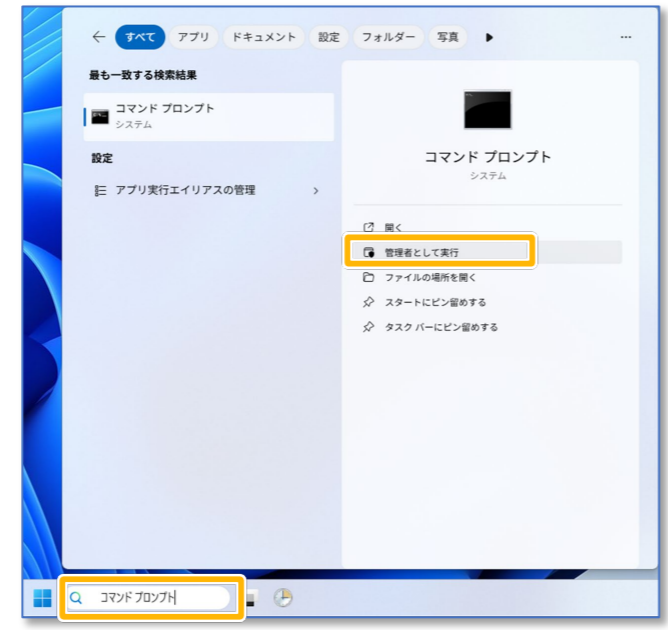 すべて アプリ ドキュメント 設定 フォルダー 写真 ...
最も一致する検索結果
コマンド プロンプト
システム
設定
アプリ実行エイリアスの管理
コマンド プロンプト
システム
開く
管理者として実行
ファイルの場所を開く
スタートにピン留めする
タスク バーにピン留めする
コマンド プロンプト